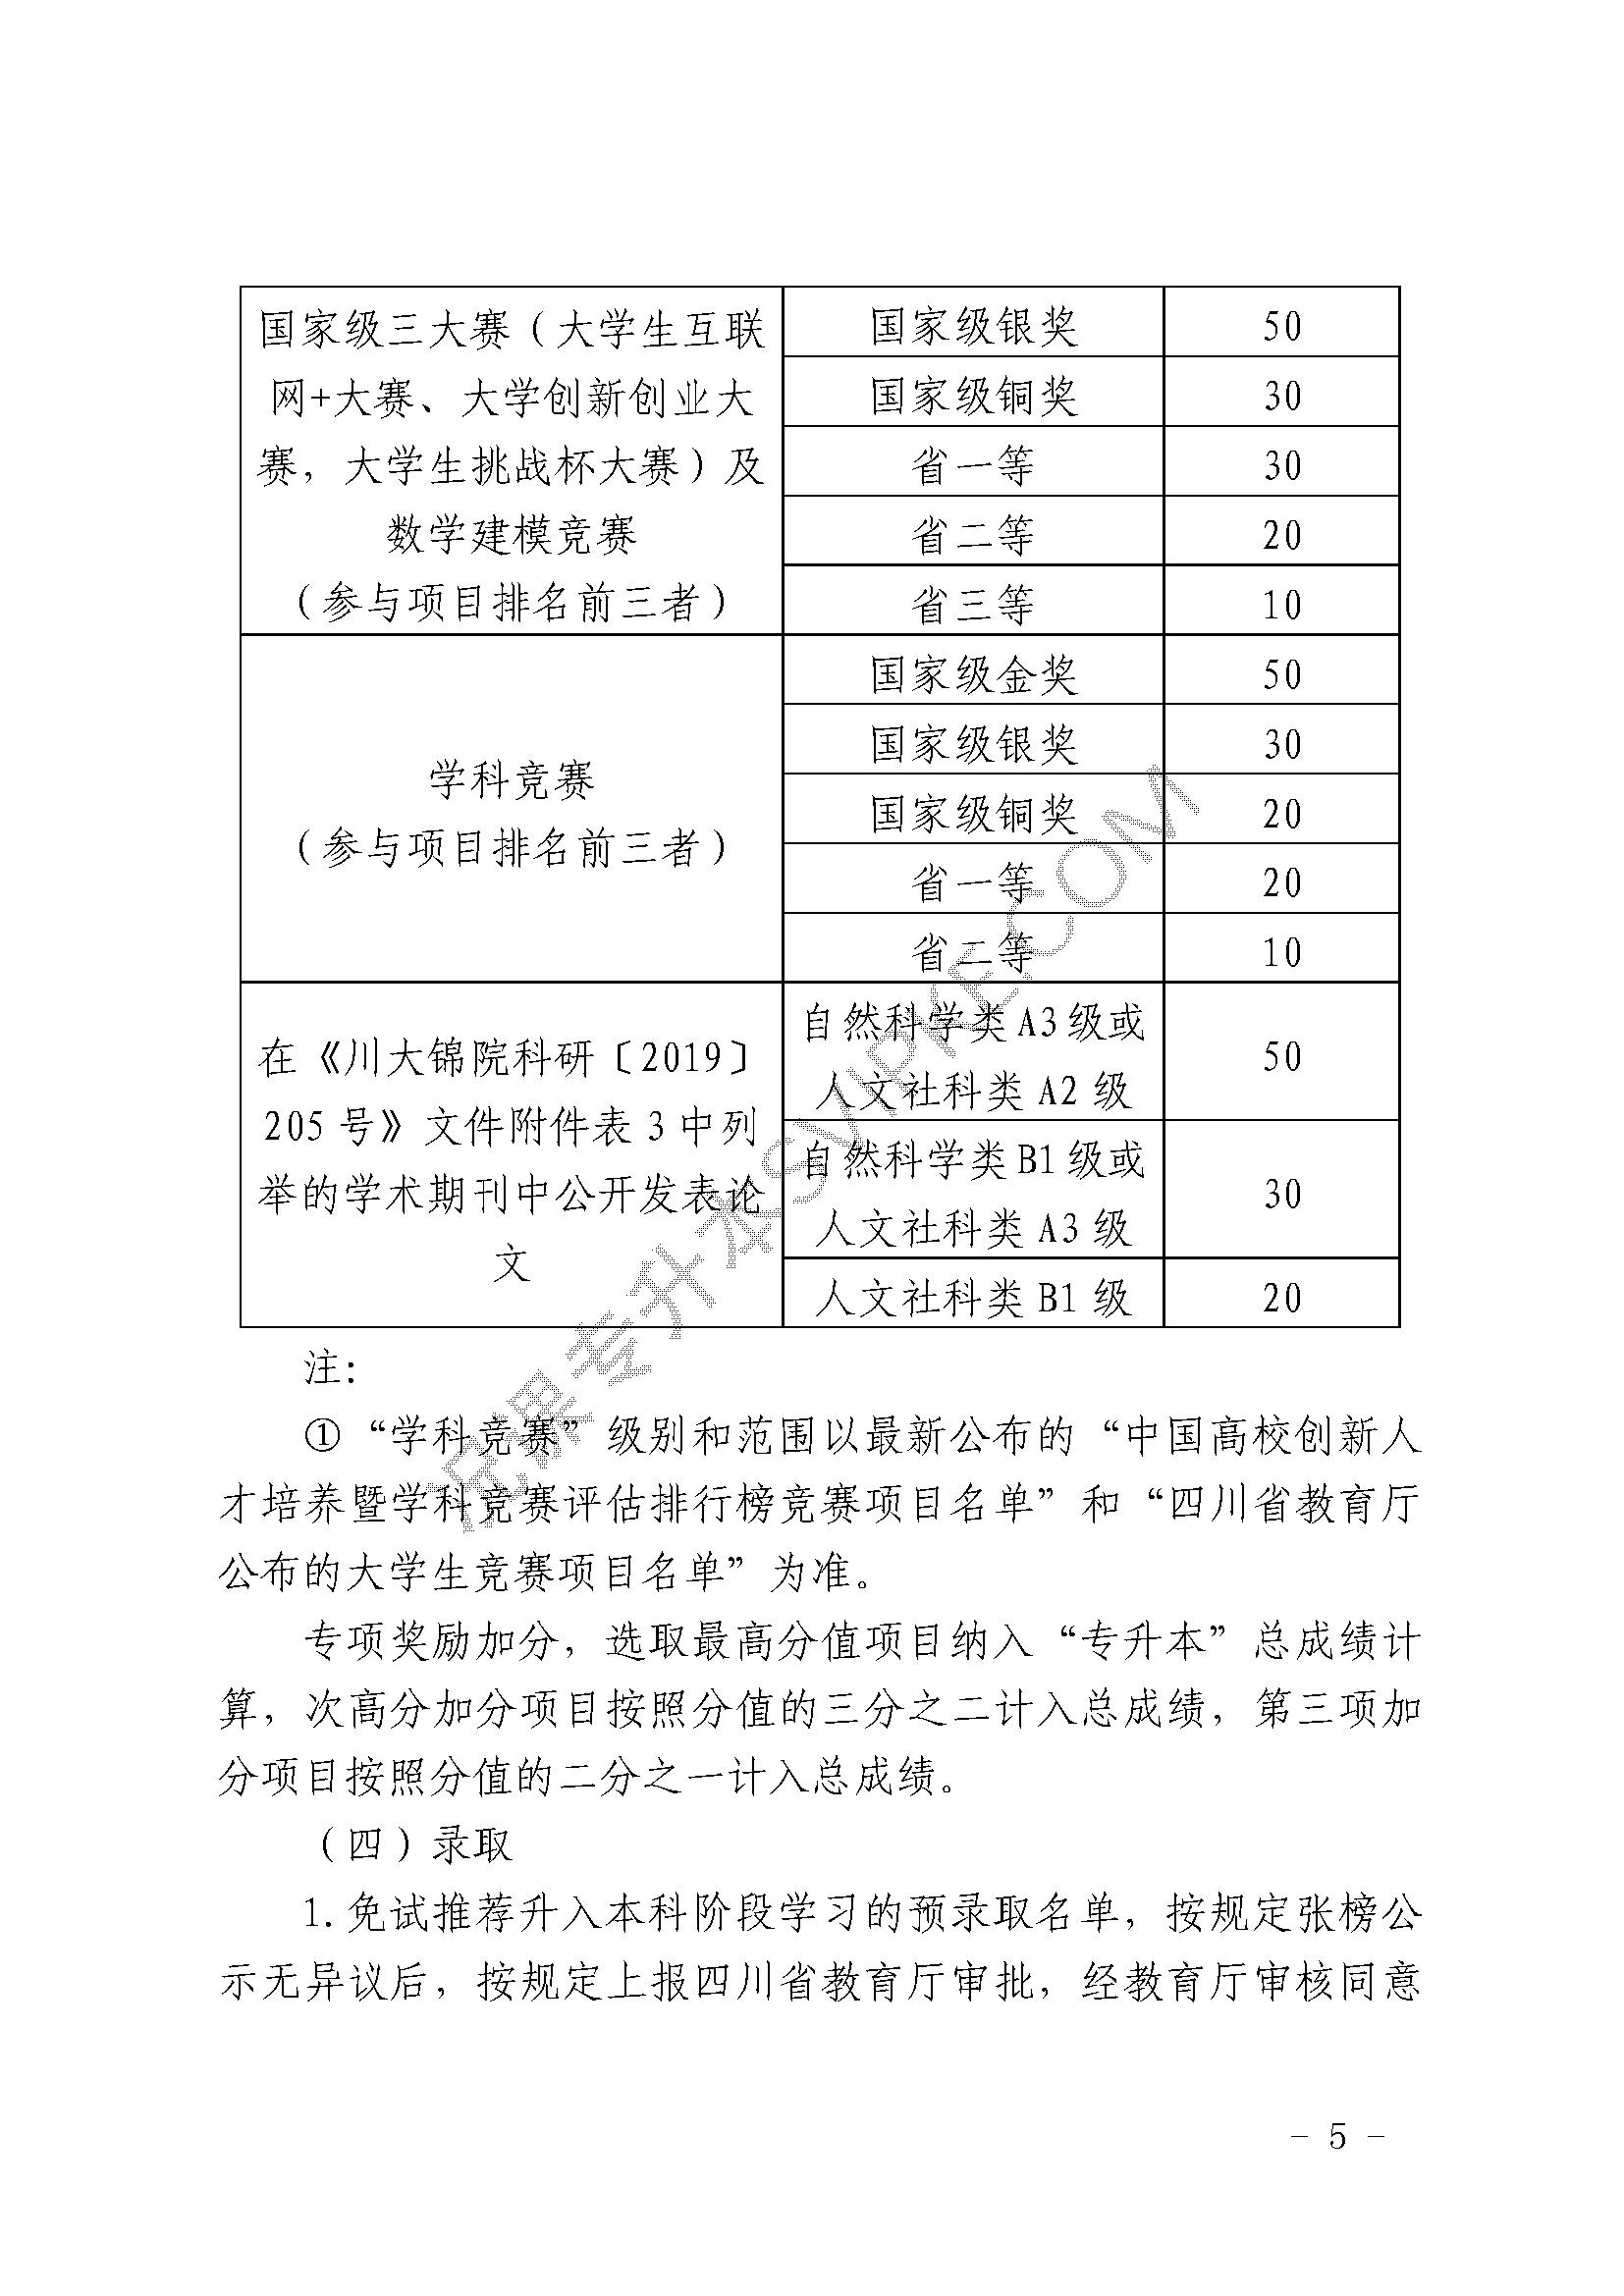 国家级三大赛（大学生互联
网+大赛、大学创新创业大
赛，大学生挑战杯大赛）及
数学建模竞赛
（参与项目排名前三者）
国家级银奖 50
国家级铜奖 30
省一等 30
省二等 20
省三等 10
学科竞赛
（参与项目排名前三者）
国家级金奖 50
国家级银奖 30
国家级铜奖 20
省一等 20
省二等 10
在《川大锦院科研〔2019〕
205 号》文件附件表 3 中列
举的学术期刊中公开发表论
文
自然科学类 A3 级或
人文社科类 A2 级
50
自然科学类 B1 级或
人文社科类 A3 级
30
人文社科类 B1 级 20
注：
①“学科竞赛”级别和范围以最新公布的“中国高校创新人
才培养暨学科竞赛评估排行榜竞赛项目名单”和“四川省教育厅
公布的大学生竞赛项目名单”为准。
专项奖励加分，选取最高分值项目纳入“专升本”总成绩计
算，次高分加分项目按照分值的三分之二计入总成绩，第三项加
分项目按照分值的二分之一计入总成绩。
（四）录取
1.免试推荐升入本科阶段学习的预录取名单，按规定张榜公
示无异议后，按规定上报四川省教育厅审批，经教育厅审核同意
- 5 -